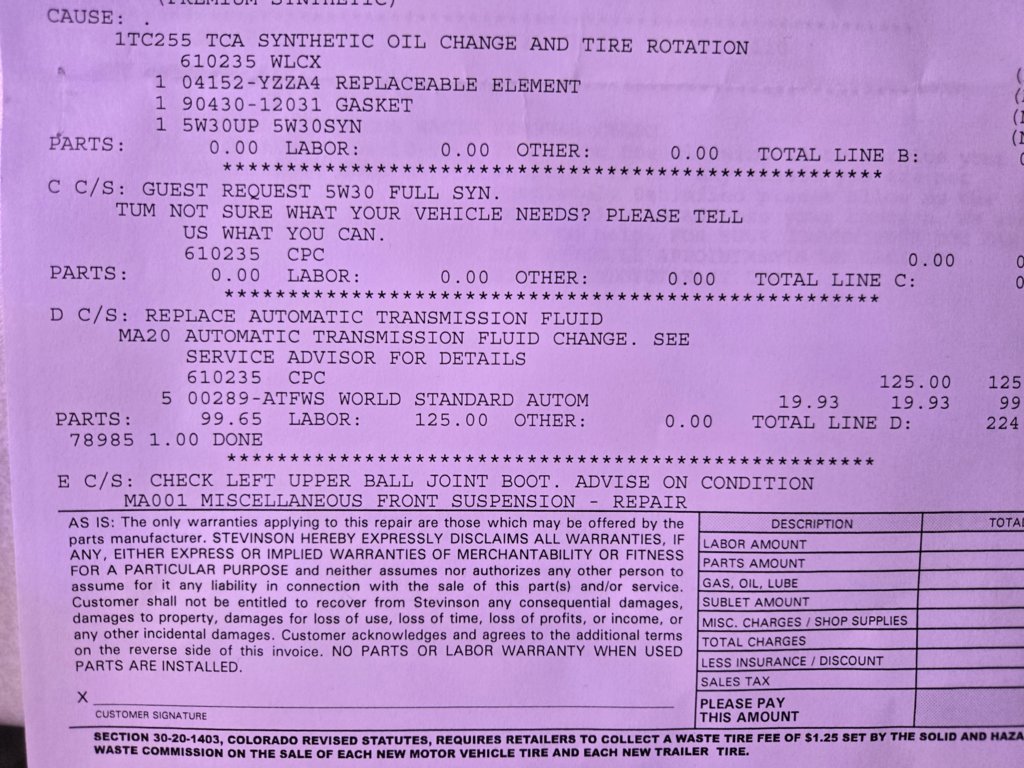 (PREMIUM SYNTHETIC)
CAUSE: .
1TC255 TCA SYNTHETIC OIL CHANGE AND TIRE ROTATION
610235 WLCX
1 04152-YZZA4 REPLACEABLE ELEMENT
1 90430-12031 GASKET
1 5W30UP 5W30SYN
PARTS: 0.00 LABOR: 0.00 OTHER: 0.00 TOTAL LINE B:
***************************************************
C C/S: GUEST REQUEST 5W30 FULL SYN.
TUM NOT SURE WHAT YOUR VEHICLE NEEDS? PLEASE TELL
US WHAT YOU CAN.
610235 CPC 0.00
PARTS: 0.00 LABOR: 0.00 OTHER: 0.00 TOTAL LINE C:
***************************************************
D C/S: REPLACE AUTOMATIC TRANSMISSION FLUID
MA20 AUTOMATIC TRANSMISSION FLUID CHANGE. SEE
SERVICE ADVISOR FOR DETAILS
610235 CPC 125.00 125
5 00289-ATFWS WORLD STANDARD AUTOM 19.93 19.93 99
PARTS: 99.65 LABOR: 125.00 OTHER: 0.00 TOTAL LINE D: 224
78985 1.00 DONE
***************************************************
E C/S: CHECK LEFT UPPER BALL JOINT BOOT. ADVISE ON CONDITION
MA001 MISCELLANEOUS FRONT SUSPENSION - REPAIR
AS IS: The only warranties applying to this repair are those which may be offered by the
parts manufacturer. STEVINSON HEREBY EXPRESSLY DISCLAIMS ALL WARRANTIES, IF
ANY, EITHER EXPRESS OR IMPLIED WARRANTIES OF MERCHANTABILITY OR FITNESS
FOR A PARTICULAR PURPOSE and neither assumes nor authorizes any other person to
assume for it any liability in connection with the sale of this part(s) and/or service.
Customer shall not be entitled to recover from Stevinson any consequential damages,
damages to property, damages for loss of use, loss of time, loss of profits, or income, or
any other incidental damages. Customer acknowledges and agrees to the additional terms
on the reverse side of this invoice. NO PARTS OR LABOR WARRANTY WHEN USED
PARTS ARE INSTALLED.
X
CUSTOMER SIGNATURE
DESCRIPTION TOTAL
LABOR AMOUNT
PARTS AMOUNT
GAS, OIL, LUBE
SUBLET AMOUNT
MISC. CHARGES / SHOP SUPPLIES
TOTAL CHARGES
LESS INSURANCE / DISCOUNT
SALES TAX
PLEASE PAY
THIS AMOUNT
SECTION 30-20-1403, COLORADO REVISED STATUTES, REQUIRES RETAILERS TO COLLECT A WASTE TIRE FEE OF $1.25 SET BY THE SOLID AND HAZA
WASTE COMMISSION ON THE SALE OF EACH NEW MOTOR VEHICLE TIRE AND EACH NEW TRAILER TIRE.